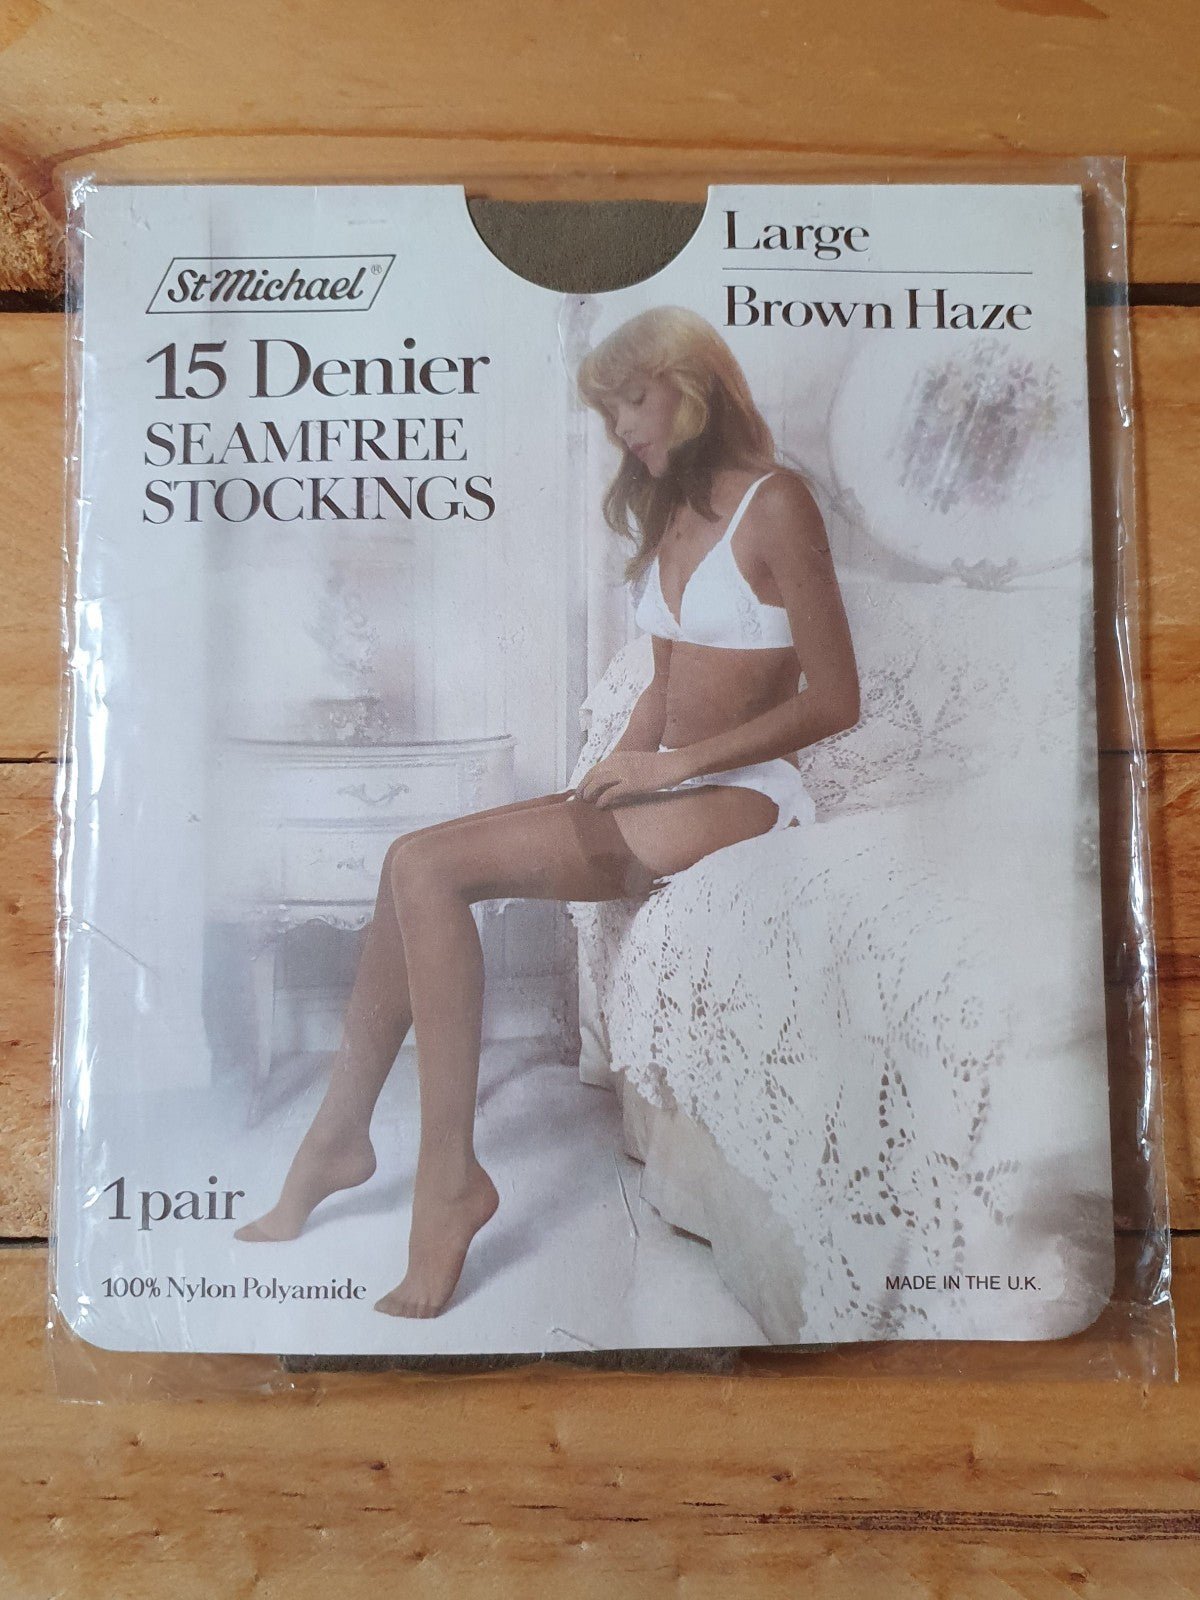 St Michael®
15 Denier
SEAMFREE
STOCKINGS
Large
Brown Haze
1 pair
100% Nylon Polyamide
MADE IN THE U.K.